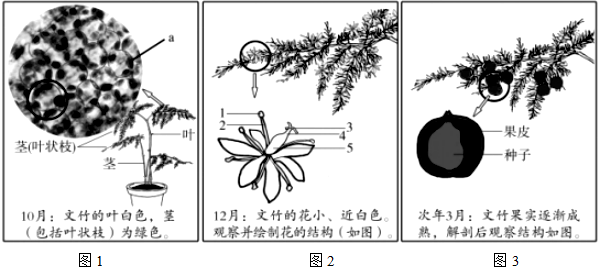 a
茎(叶状枝)
叶
茎
10月：文竹的叶白色，茎
（包括叶状枝）为绿色。
图1
1
2
3
4
5
12月：文竹的花小、近白色。
观察并绘制花的结构（如图）。
图2
果皮
种子
次年3月：文竹果实逐渐成
熟，解剖后观察结构如图。
图3